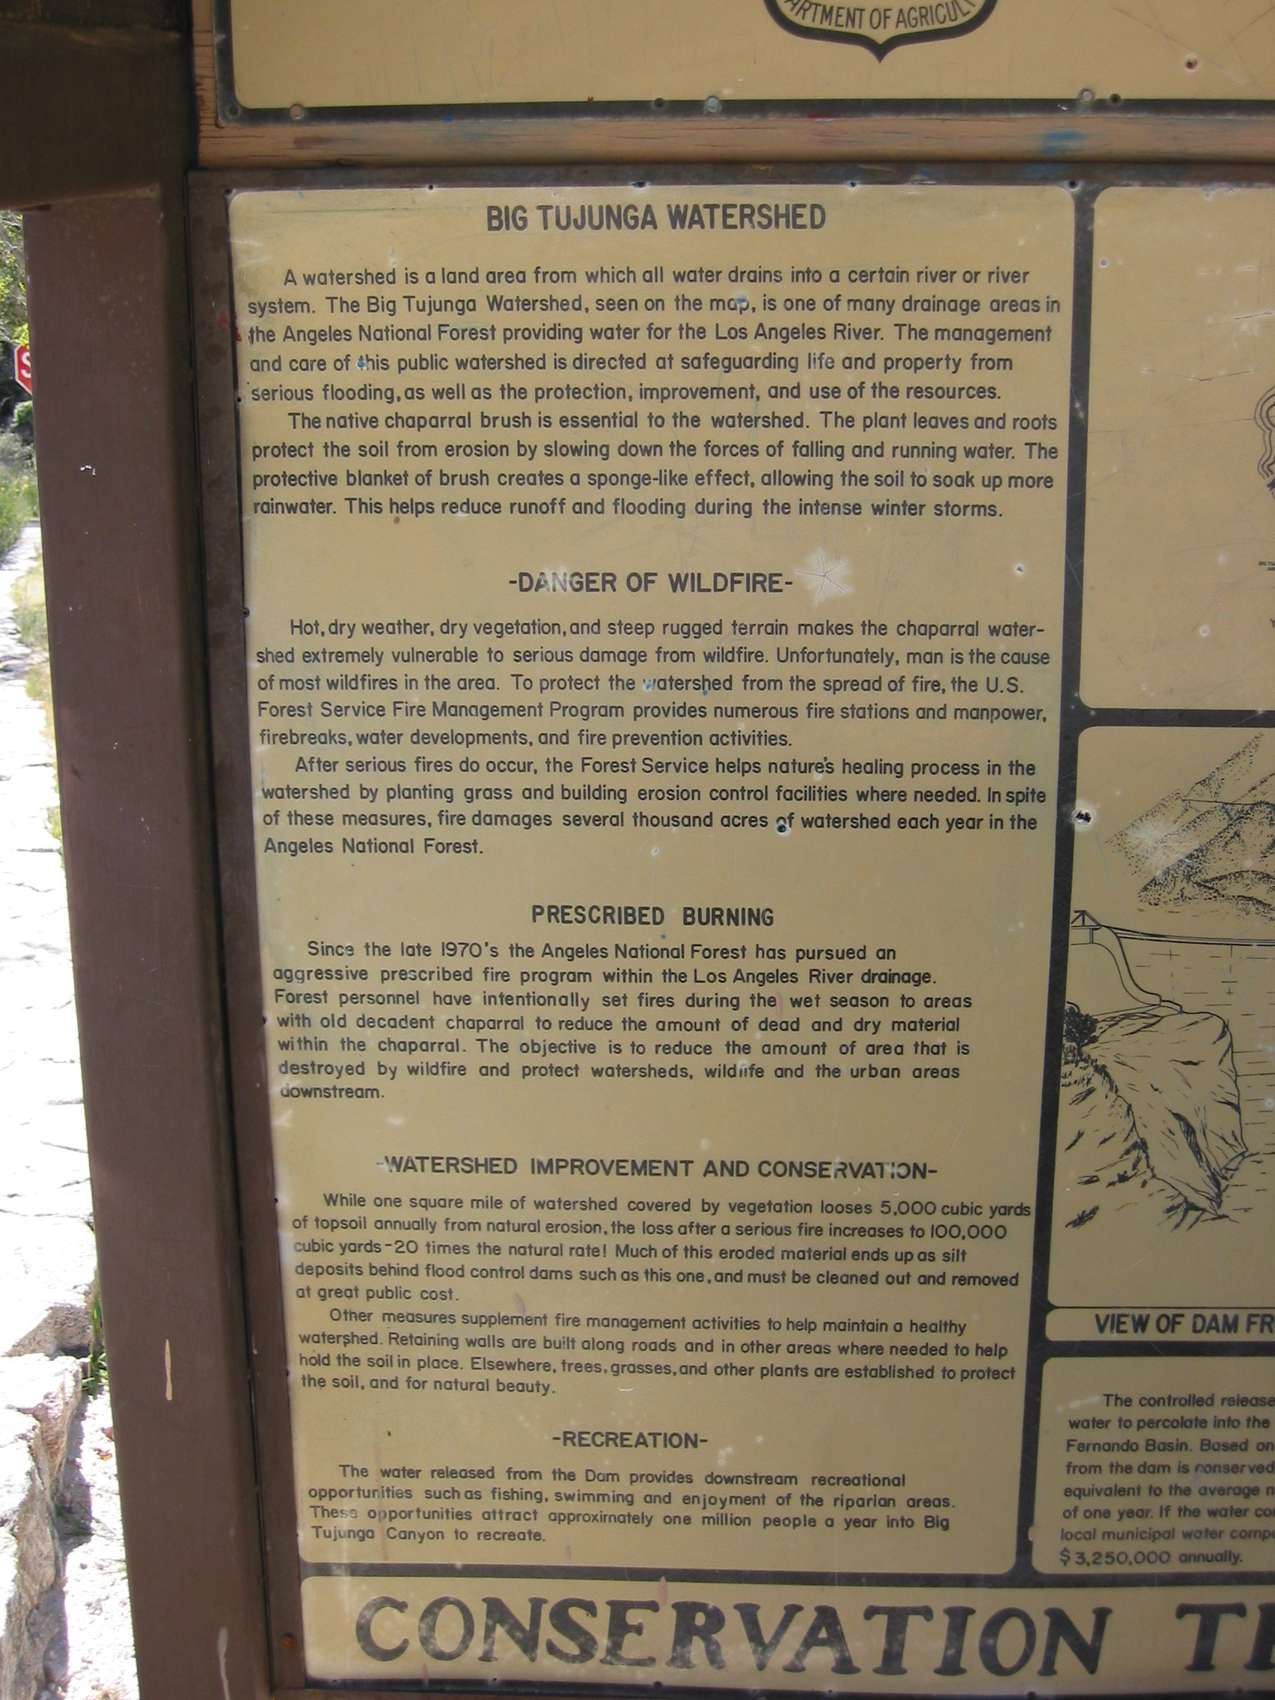 ARTMENT OF AGRICUL
BIG TUJUNGA WATERSHED
A watershed is a land area from which all water drains into a certain river or river
system. The Big Tujunga Watershed, seen on the map, is one of many drainage areas in
the Angeles National Forest providing water for the Los Angeles River. The management
and care of this public watershed is directed at safeguarding life and property from
serious flooding, as well as the protection, improvement, and use of the resources.
The native chaparral brush is essential to the watershed. The plant leaves and roots
protect the soil from erosion by slowing down the forces of falling and running water. The
protective blanket of brush creates a sponge-like effect, allowing the soil to soak up more
rainwater. This helps reduce runoff and flooding during the intense winter storms.
-DANGER OF WILDFIRE-
Hot, dry weather, dry vegetation, and steep rugged terrain makes the chaparral water-
shed extremely vulnerable to serious damage from wildfire. Unfortunately, man is the cause
of most wildfires in the area. To protect the watershed from the spread of fire, the U.S.
Forest Service Fire Management Program provides numerous fire stations and manpower,
firebreaks, water developments, and fire prevention activities.
After serious fires do occur, the Forest Service helps nature's healing process in the
watershed by planting grass and building erosion control facilities where needed. In spite
of these measures, fire damages several thousand acres of watershed each year in the
Angeles National Forest.
PRESCRIBED BURNING
Since the late 1970's the Angeles National Forest has pursued an
aggressive prescribed fire program within the Los Angeles River drainage.
Forest personnel have intentionally set fires during the wet season to areas
with old decadent chaparral to reduce the amount of dead and dry material
within the chaparral. The objective is to reduce the amount of area that is
destroyed by wildfire and protect watersheds, wildlife and the urban areas
downstream.
-WATERSHED IMPROVEMENT AND CONSERVATION-
While one square mile of watershed covered by vegetation looses 5,000 cubic yards
of topsoil annually from natural erosion, the loss after a serious fire increases to 100,000
cubic yards-20 times the natural rate! Much of this eroded material ends up as silt
deposits behind flood control dams such as this one, and must be cleaned out and removed
at great public cost.
Other measures supplement fire management activities to help maintain a healthy
watershed. Retaining walls are built along roads and in other areas where needed to help
hold the soil in place. Elsewhere, trees, grasses, and other plants are established to protect
the soil, and for natural beauty.
-RECREATION-
The water released from the Dam provides downstream recreational
opportunities such as fishing, swimming and enjoyment of the riparian areas.
These opportunities attract approximately one million people a year into Big
Tujunga Canyon to recreate.
VIEW OF DAM FR
The controlled release
water to percolate into the
Fernando Basin. Based on
from the dam is conserved
equivalent to the average
of one year. If the water
local municipal water comp
$3,250,000 annually.
CONSERVATION T
S